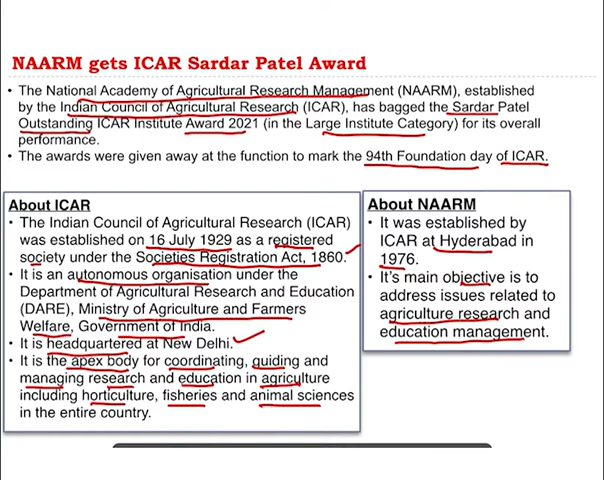 NAARM gets ICAR Sardar Patel Award
• The National Academy of Agricultural Research Management (NAARM), established
by the Indian Council of Agricultural Research (ICAR), has bagged the Sardar Patel
Outstanding ICAR Institute Award 2021 (in the Large Institute Category) for its overall
performance.
• The awards were given away at the function to mark the 94th Foundation day of ICAR.
About ICAR
• The Indian Council of Agricultural Research (ICAR)
was established on 16 July 1929 as a registered
society under the Societies Registration Act, 1860.
• It is an autonomous organisation under the
Department of Agricultural Research and Education
(DARE), Ministry of Agriculture and Farmers
Welfare, Government of India.
• It is headquartered at New Delhi.
• It is the apex body for coordinating, guiding and
managing research and education in agriculture
including horticulture, fisheries and animal sciences
in the entire country.
About NAARM
• It was established by
ICAR at Hyderabad in
1976.
• It's main objective is to
address issues related to
agriculture research and
education management.